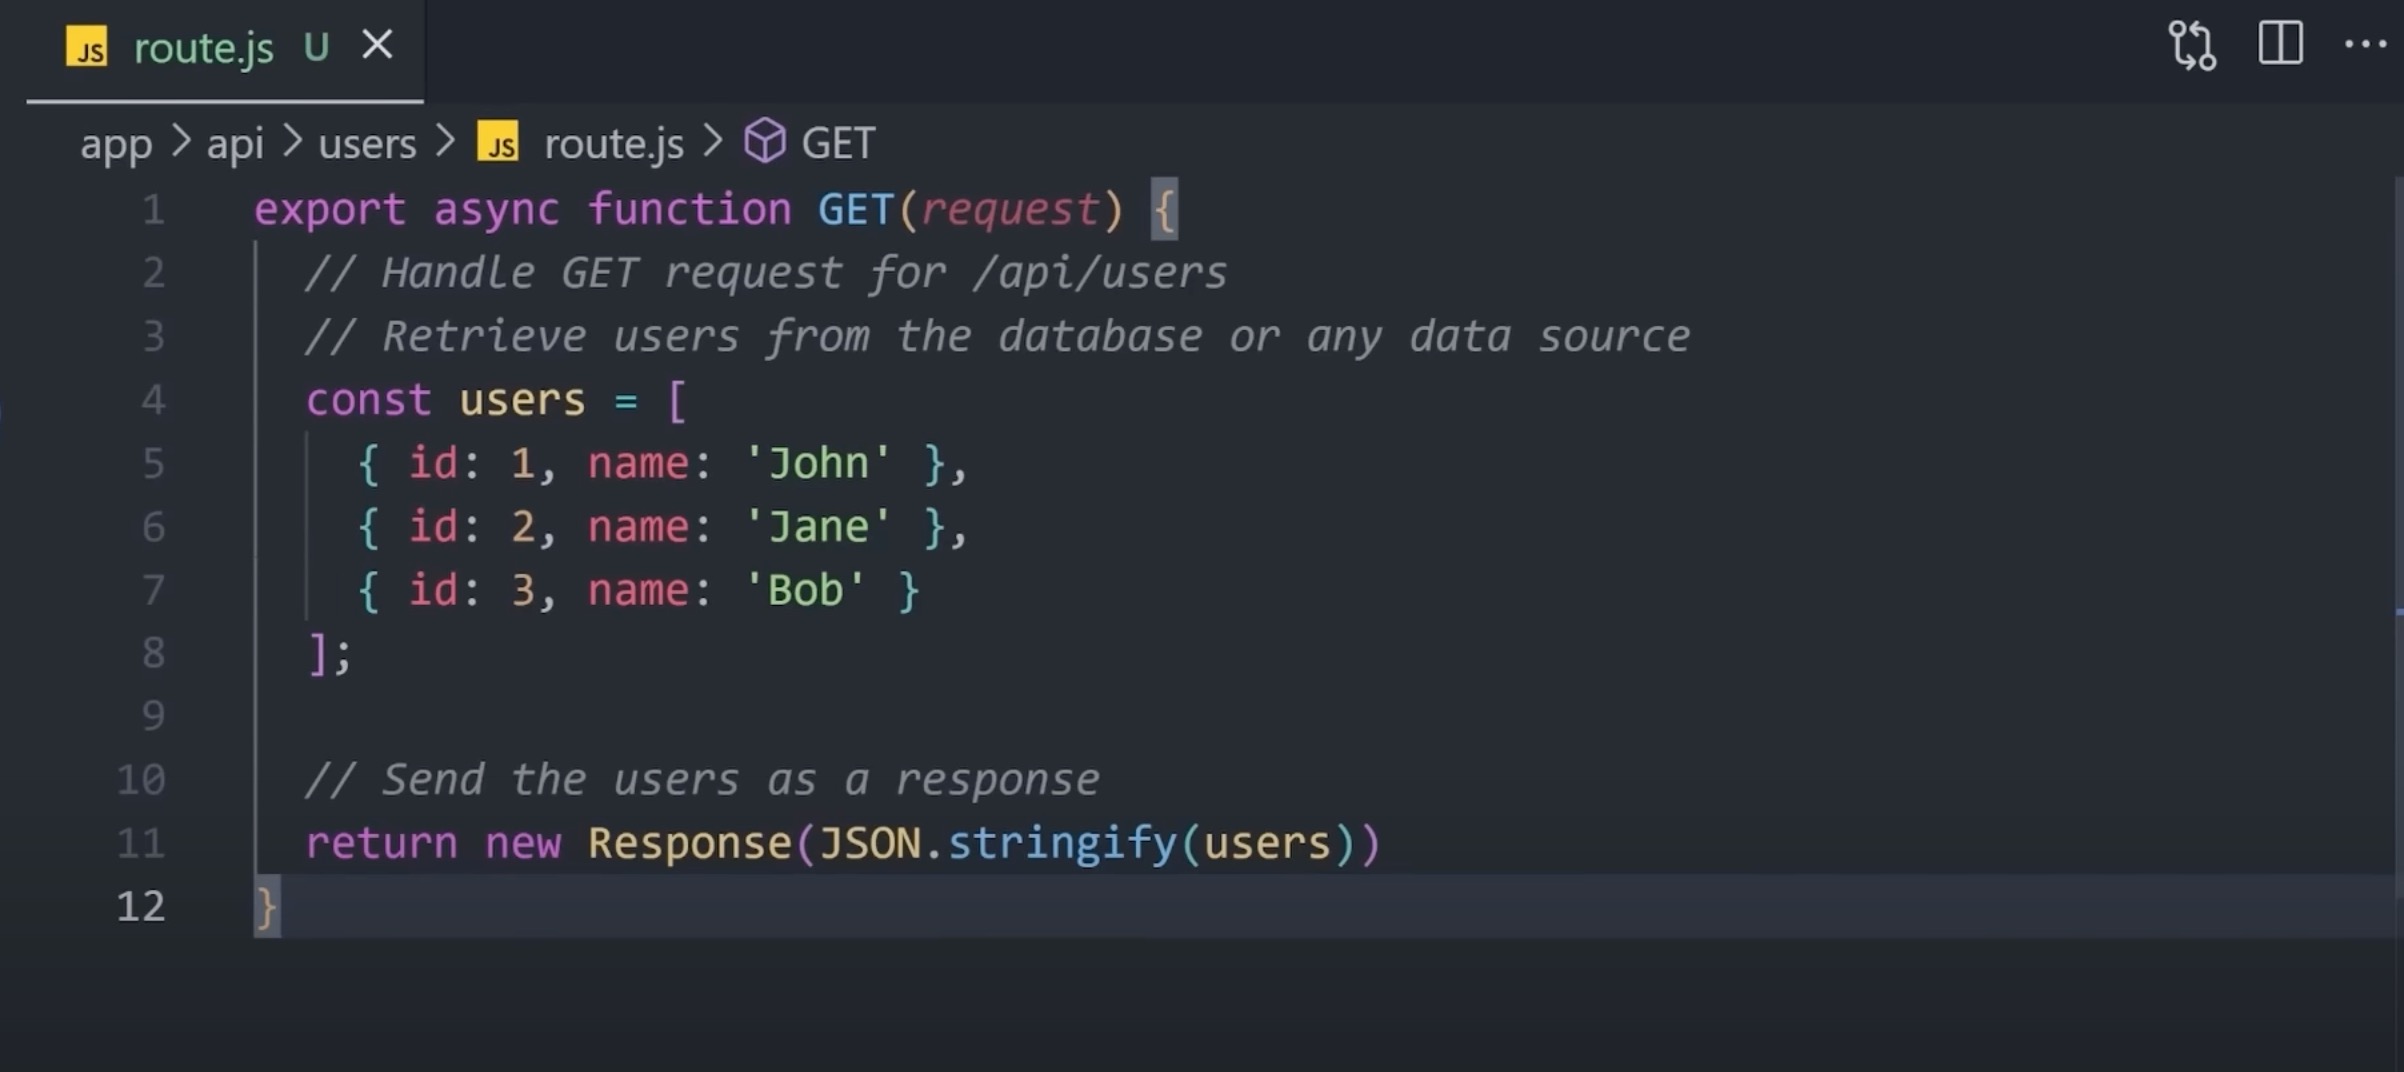 JS route.js U
app > api > users > JS route.js > GET
1 export async function GET(request) {
2 // Handle GET request for /api/users
3 // Retrieve users from the database or any data source
4 const users = [
5 { id: 1, name: 'John' },
6 { id: 2, name: 'Jane' },
7 { id: 3, name: 'Bob' }
8 ];
9
10 // Send the users as a response
11 return new Response(JSON.stringify(users))
12 }